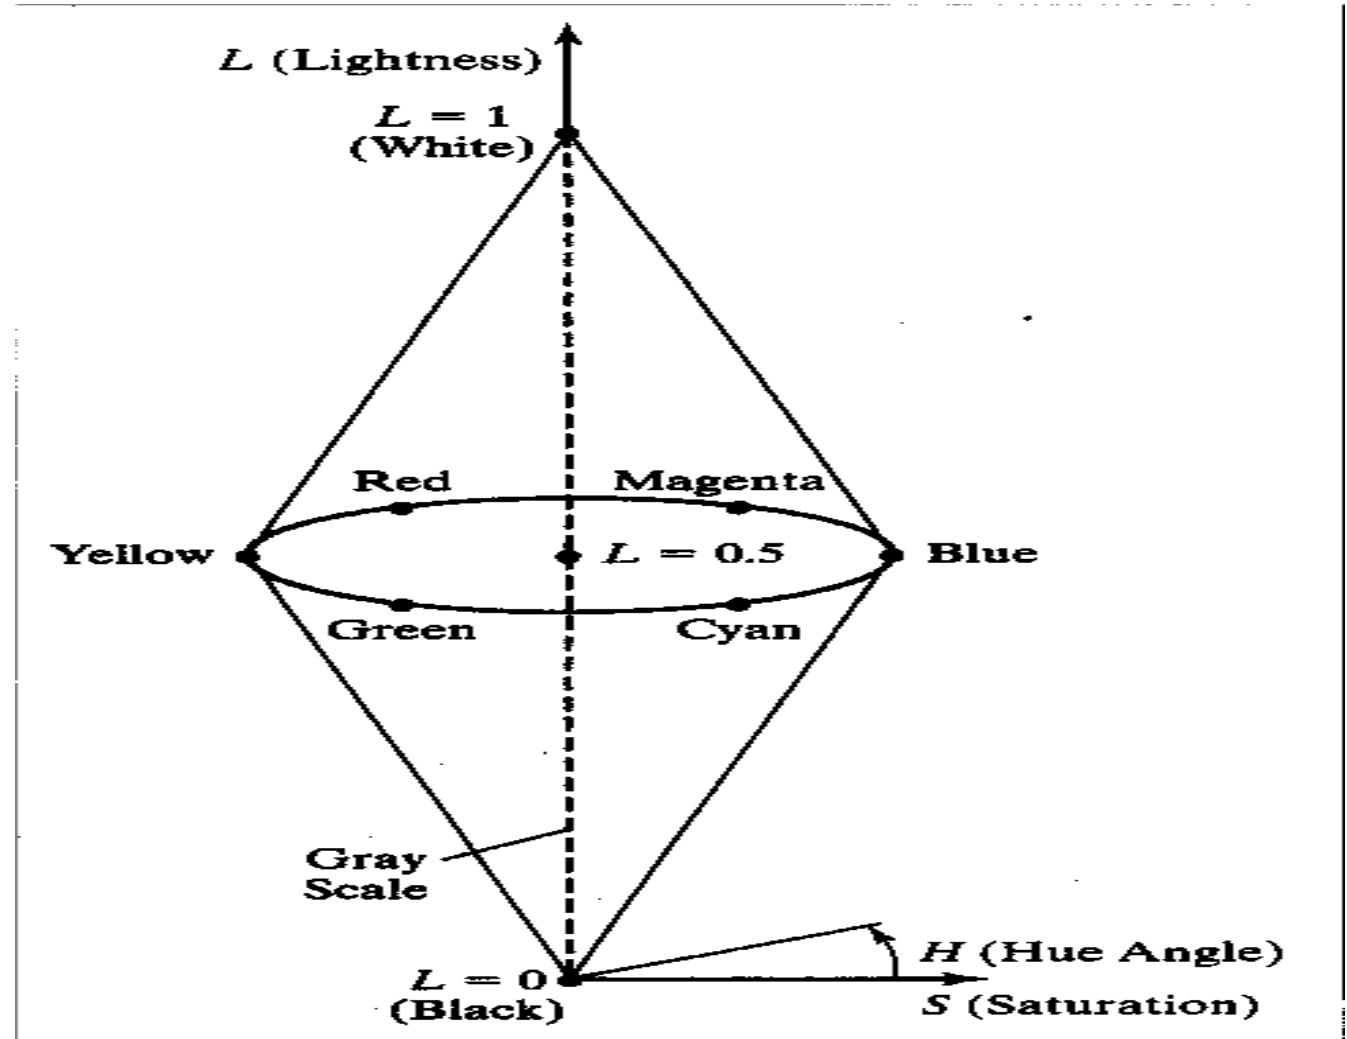 L (Lightness)
L = 1
(White)
Red
Magenta
Yellow
L = 0.5
Blue
Green
Cyan
Gray
Scale
L = 0
(Black)
H (Hue Angle)
S (Saturation)